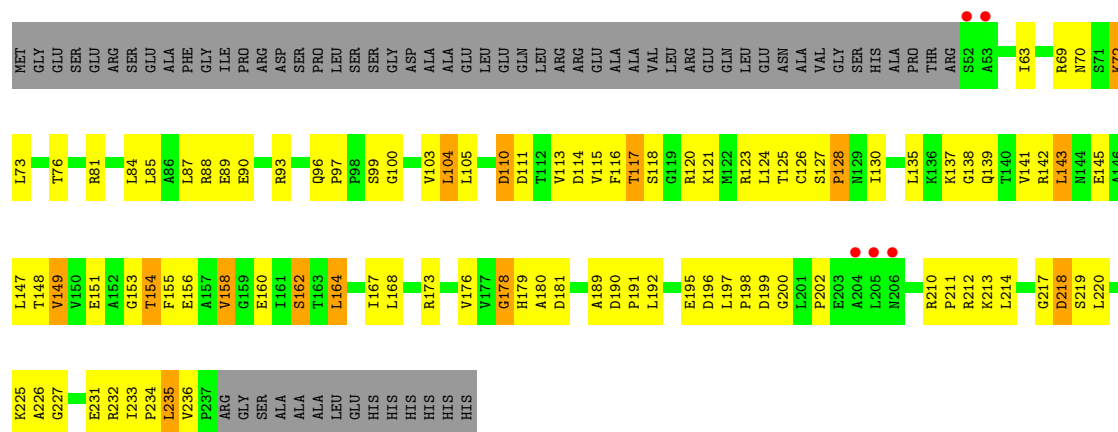 MET GLY GLU SER GLU ARG SER GLU ALA PHE GLY ILE PRO ARG ASP SER PRO LEU SER SER GLY ASP ALA ALA GLU LEU GLU GLN LEU ARG ARG GLU ALA ALA VAL LEU ARG GLU GLN LEU GLU ASN ALA VAL GLY SER HIS ALA PRO THR ARG S52 A53 I63 R69 N70 S71 K72
L73 T76 R81 L84 L85 A86 L87 R88 E89 E90 R93 Q96 P97 P98 S99 G100 V103 L104 L105 D110 D111 T112 V113 D114 V115 F116 T117 S118 G119 R120 K121 M122 R123 L124 T125 C126 S127 P128 N129 I130 L135 K136 K137 G138 Q139 T140 V141 R142 L143 N144 E145 A146
L147 T148 V149 V150 E151 A152 G153 T154 F155 E156 A157 V158 G159 E160 I161 S162 T163 L164 I167 L168 R173 V176 V177 G178 H179 A180 D181 A189 D190 P191 L192 E195 D196 L197 P198 D199 G200 L201 P202 E203 A204 L205 N206 R210 P211 R212 K213 L214 G217 D218 S219 L220
K225 A226 G227 E231 R232 I233 P234 L235 V236 P237 ARG GLY SER ALA ALA ALA LEU GLU HIS HIS HIS HIS HIS HIS